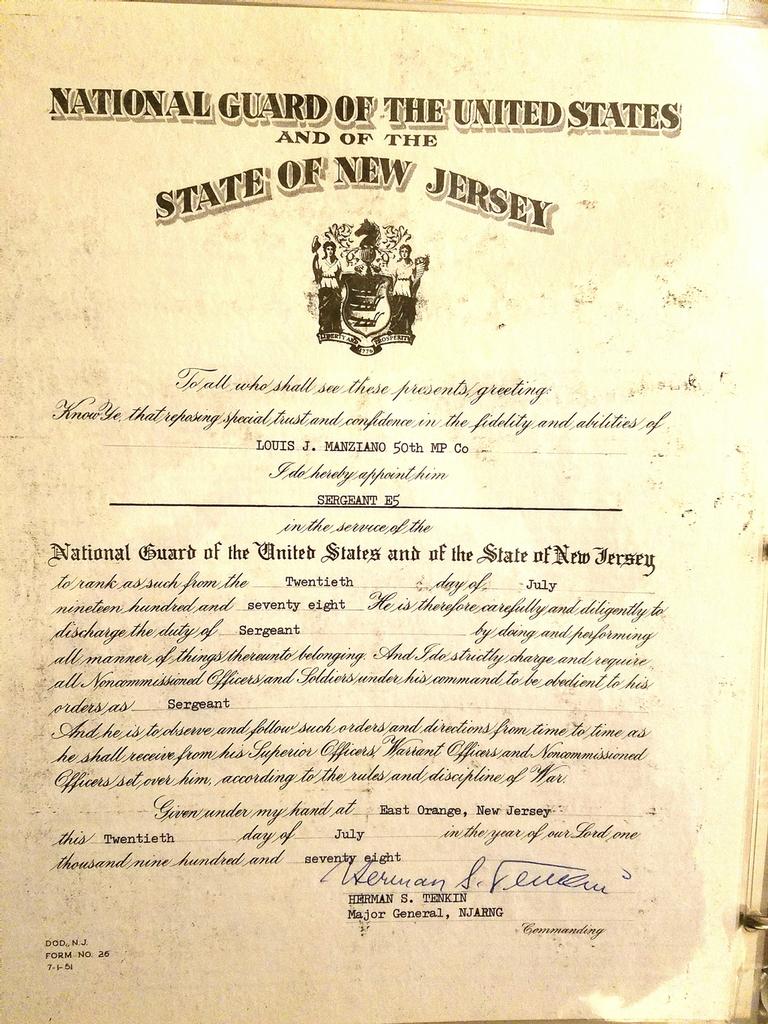 NATIONAL GUARD OF THE UNITED STATES
AND OF THE
STATE OF NEW JERSEY
LIBERTY AND PROSPERITY
1776
To all who shall see these presents, greeting:
Know Ye, that reposing special trust and confidence in the fidelity and abilities of
LOUIS J. MANZIANO 50th MP Co
I do hereby appoint him
SERGEANT E5
in the service of the
National Guard of the United States and of the State of New Jersey
to rank as such from the Twentieth day of July
nineteen hundred and seventy eight He is therefore carefully and diligently to
discharge the duty of Sergeant by doing and performing
all manner of things thereunto belonging. And I do strictly charge and require
all Noncommissioned Officers and Soldiers under his command to be obedient to his
orders as Sergeant
And he is to observe and follow such orders and directions from time to time as
he shall receive from his Superior Officers, Warrant Officers and Noncommissioned
Officers set over him, according to the rules and discipline of War.
Given under my hand at East Orange, New Jersey
this Twentieth day of July in the year of our Lord one
thousand nine hundred and seventy eight
Herman S. Tenkin
HERMAN S. TENKIN
Major General, NJARNG
Commanding
DOD, N.J.
FORM NO. 26
7-1-51